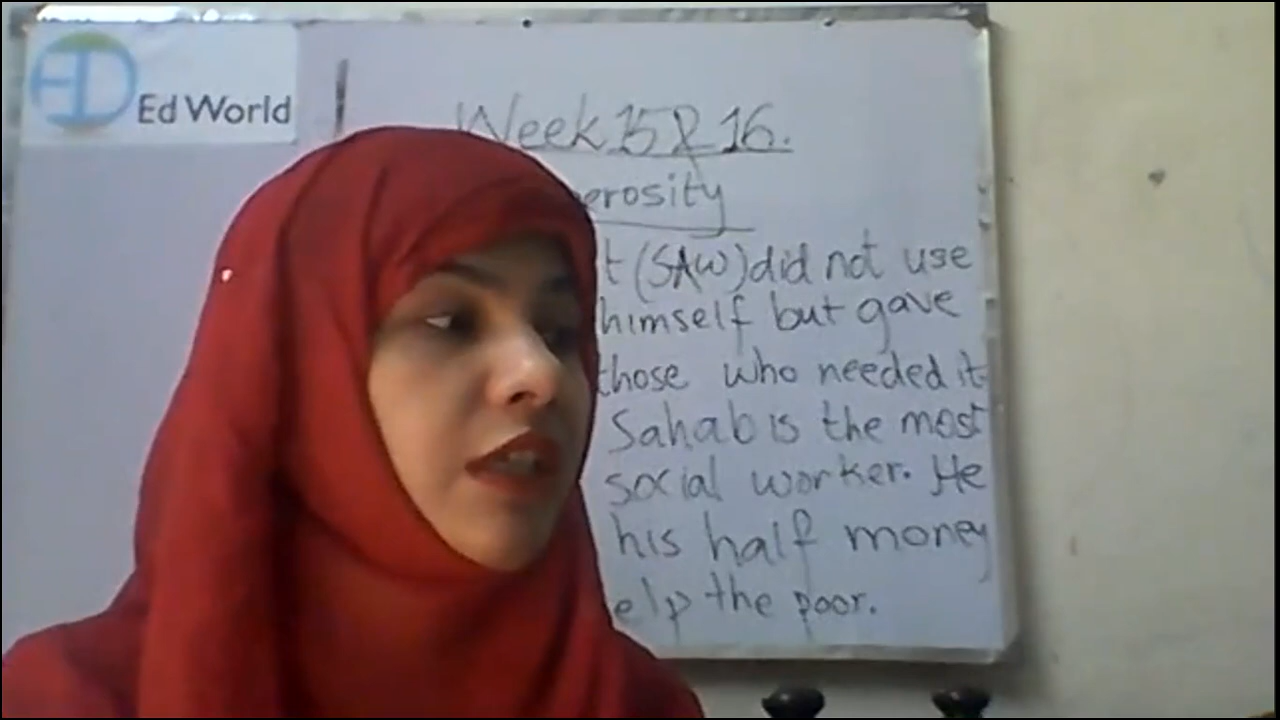 Ed World
Week 15 & 16.
erosity
t (SAW) did not use
himself but gave
those who needed it
Sahab is the most
social worker. He
his half money
elp the poor.